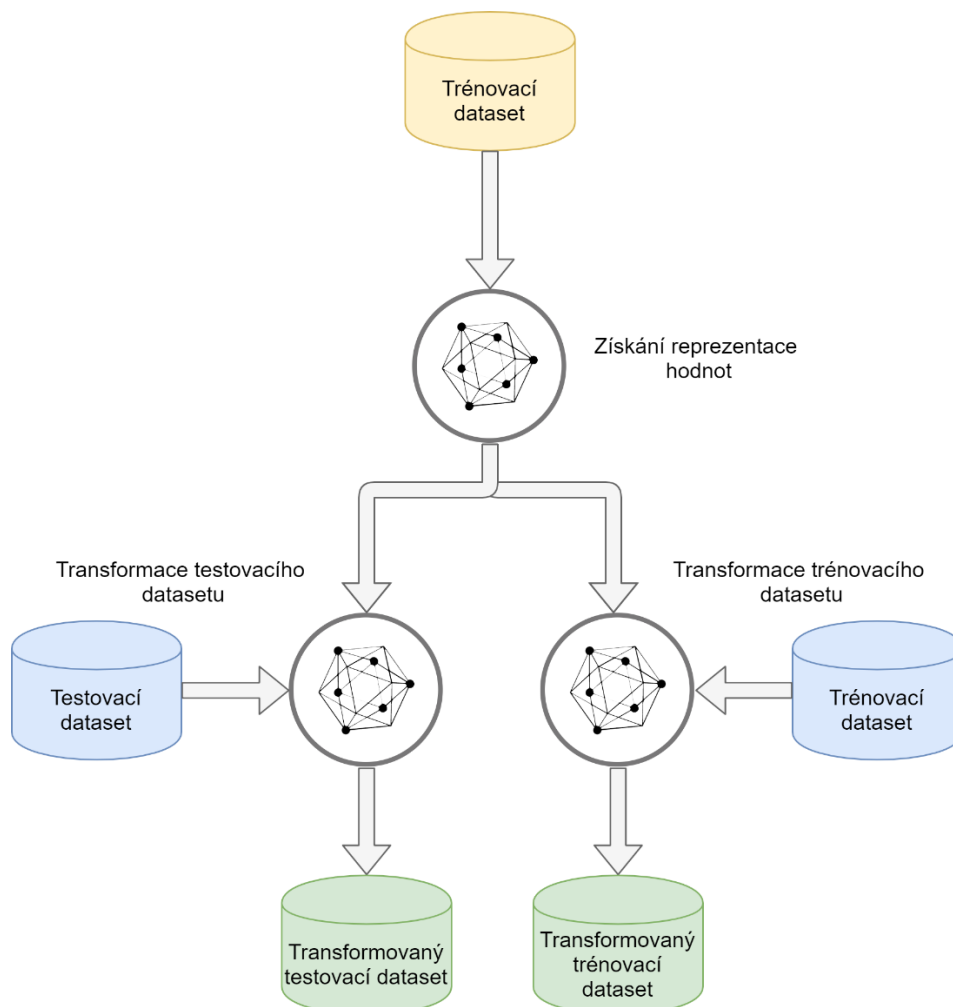 Trénovací
dataset
Získání reprezentace
hodnot
Transformace testovacího
datasetu
Transformace trénovacího
datasetu
Testovací
dataset
Trénovací
dataset
Transformovaný
testovací dataset
Transformovaný
trénovací
dataset